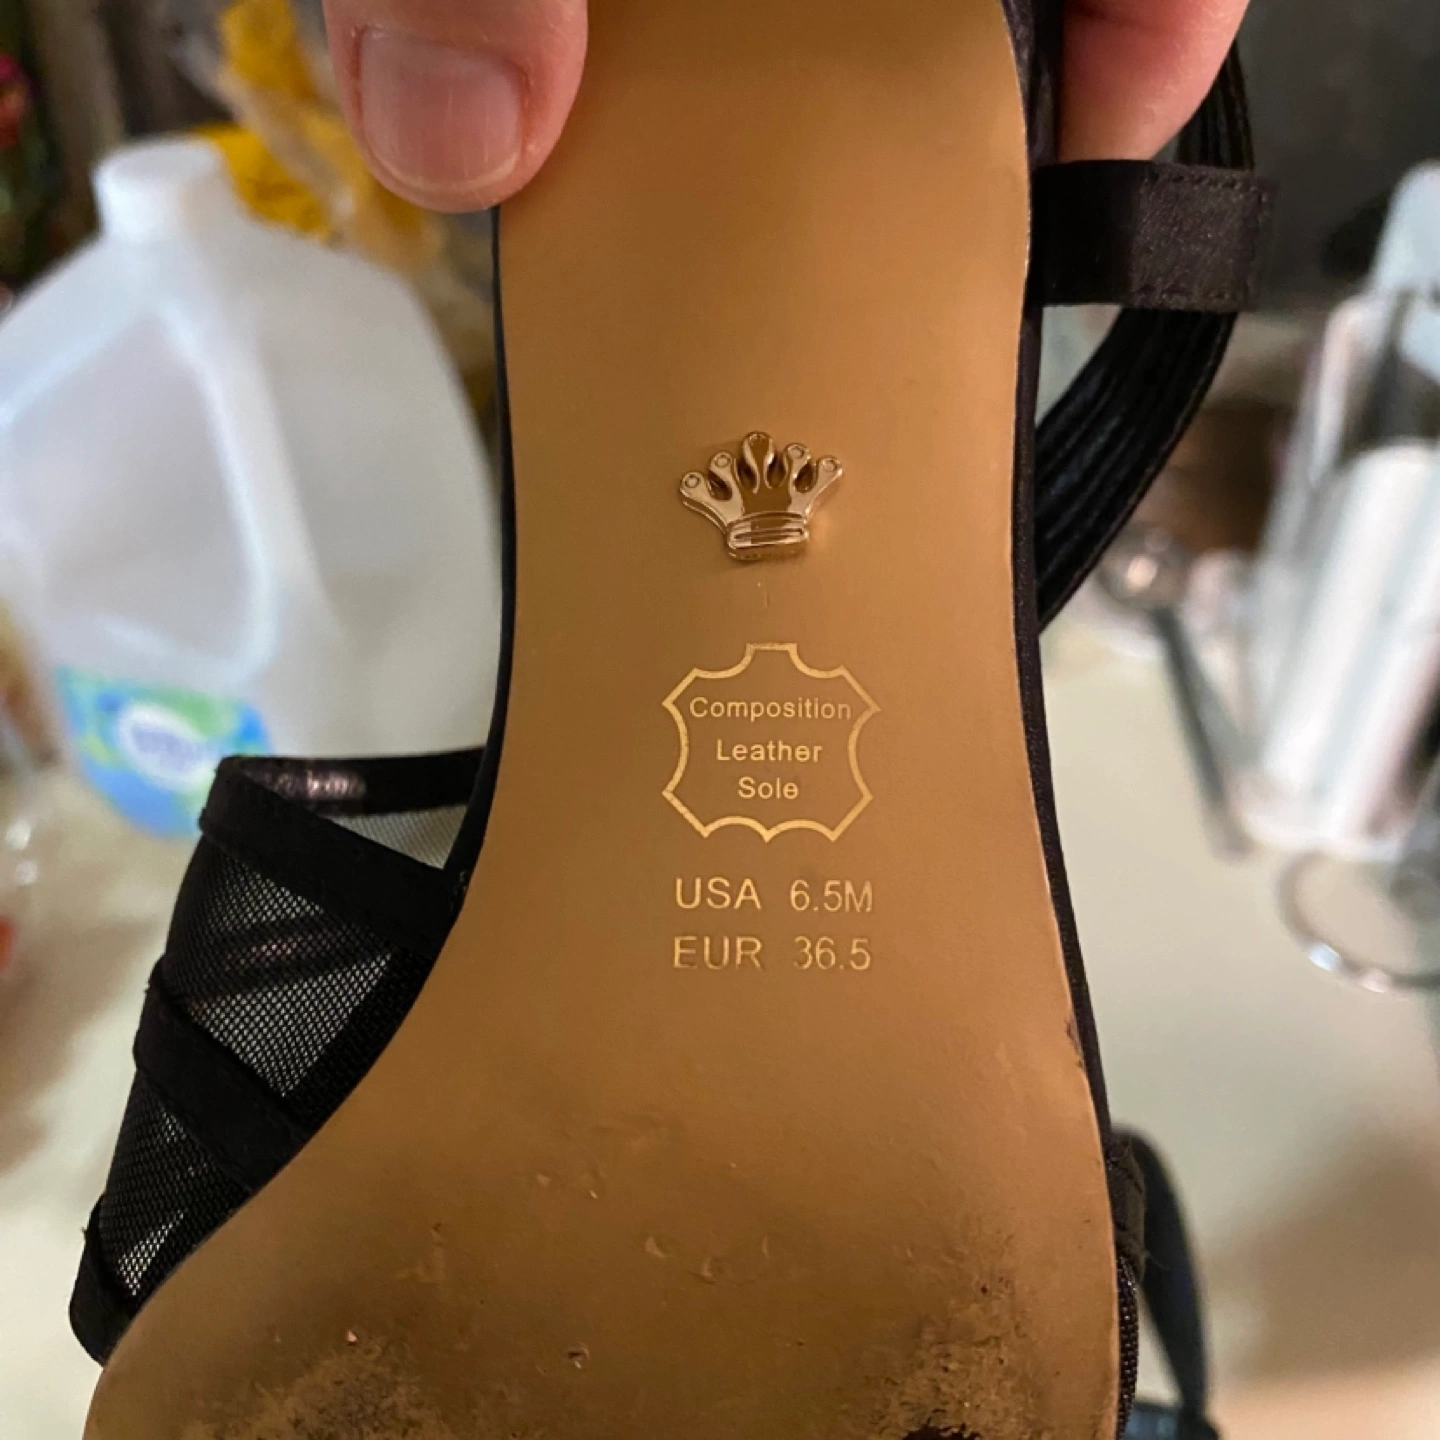 Composition
Leather
Sole
USA 6.5M
EUR 36.5